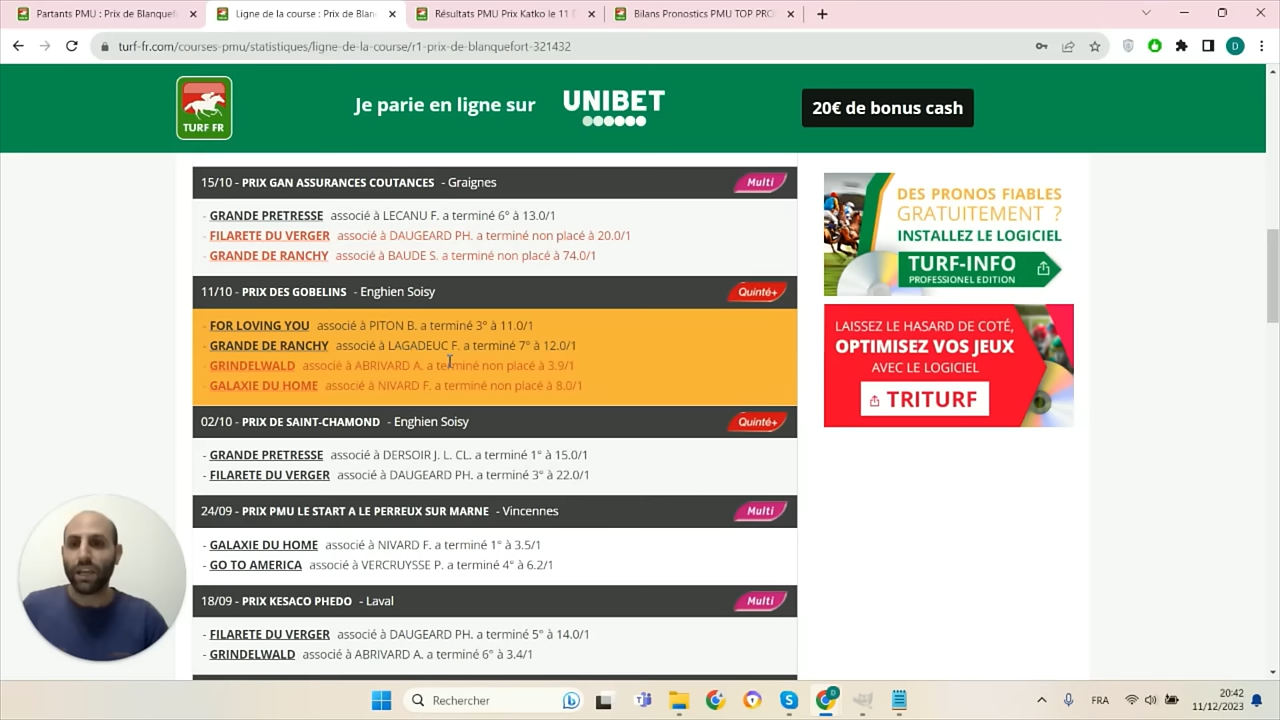 Partants PMU : Prix de Blanquef
Ligne de la course : Prix de Blan
Résultats PMU Prix Katko le 11 D
Bilans Pronostics PMU TOP PRO
turf-fr.com/courses-pmu/statistiques/ligne-de-la-course/r1-prix-de-blanquefort-321432
D
TURF FR
Je parie en ligne sur
UNIBET
20€ de bonus cash
15/10 - PRIX GAN ASSURANCES COUTANCES - Graignes
Multi
- GRANDE PRETRESSE associé à LECANU F. a terminé 6° à 13.0/1
- FILARETE DU VERGER associé à DAUGEARD PH. a terminé non placé à 20.0/1
- GRANDE DE RANCHY associé à BAUDE S. a terminé non placé à 74.0/1
11/10 - PRIX DES GOBELINS - Enghien Soisy
Quinté+
- FOR LOVING YOU associé à PITON B. a terminé 3° à 11.0/1
- GRANDE DE RANCHY associé à LAGADEUC F. a terminé 7° à 12.0/1
- GRINDELWALD associé à ABRIVARD A. a terminé non placé à 3.9/1
- GALAXIE DU HOME associé à NIVARD F. a terminé non placé à 8.0/1
02/10 - PRIX DE SAINT-CHAMOND - Enghien Soisy
Quinté+
- GRANDE PRETRESSE associé à DERSOIR J. L. CL. a terminé 1° à 15.0/1
- FILARETE DU VERGER associé à DAUGEARD PH. a terminé 3° à 22.0/1
24/09 - PRIX PMU LE START A LE PERREUX SUR MARNE - Vincennes
Multi
- GALAXIE DU HOME associé à NIVARD F. a terminé 1° à 3.5/1
- GO TO AMERICA associé à VERCRUYSSE P. a terminé 4° à 6.2/1
18/09 - PRIX KESACO PHEDO - Laval
Multi
- FILARETE DU VERGER associé à DAUGEARD PH. a terminé 5° à 14.0/1
- GRINDELWALD associé à ABRIVARD A. a terminé 6° à 3.4/1
DES PRONOS FIABLES
GRATUITEMENT ?
INSTALLEZ LE LOGICIEL
TURF-INFO
PROFESSIONEL EDITION
LAISSEZ LE HASARD DE COTÉ,
OPTIMISEZ VOS JEUX
AVEC LE LOGICIEL
TRITURF
Rechercher
FRA
20:42
11/12/2023